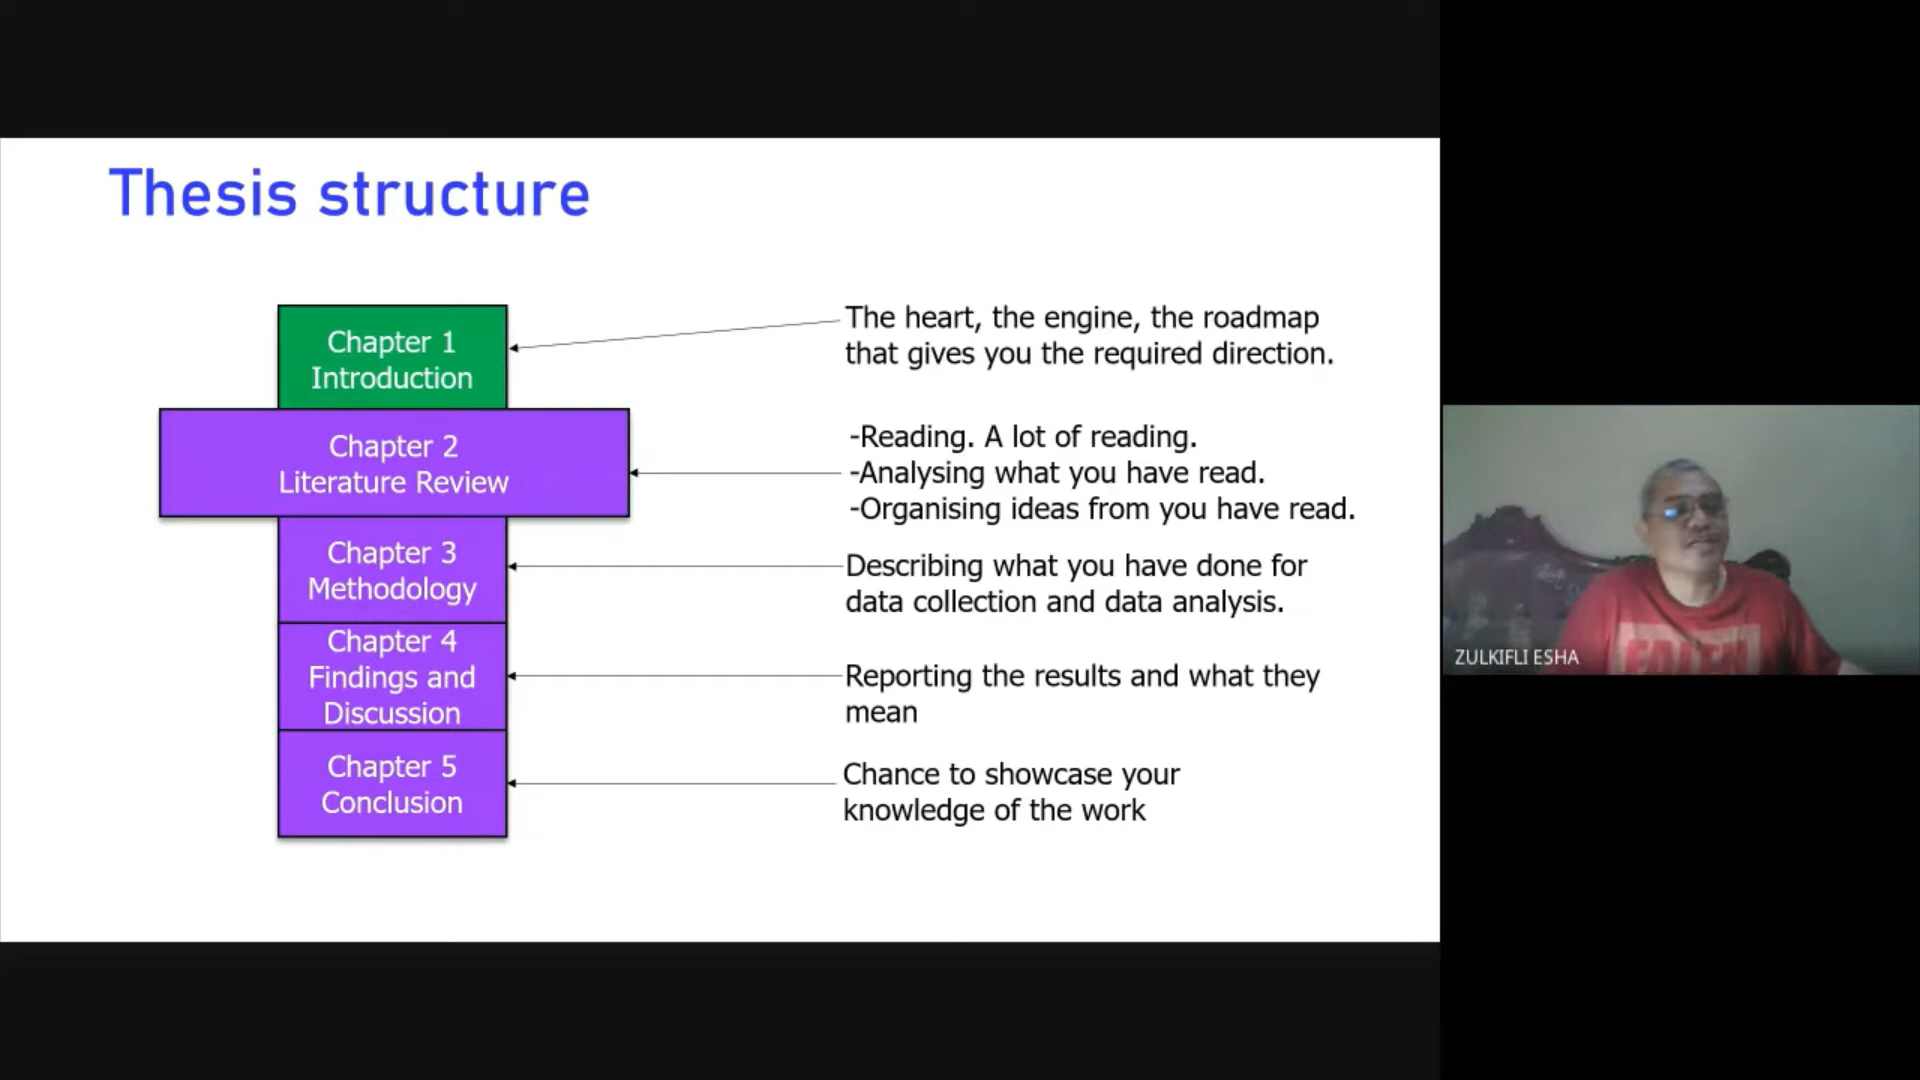 Thesis structure
Chapter 1
Introduction
The heart, the engine, the roadmap
that gives you the required direction.
Chapter 2
Literature Review
-Reading. A lot of reading.
-Analysing what you have read.
-Organising ideas from you have read.
Chapter 3
Methodology
Describing what you have done for
data collection and data analysis.
Chapter 4
Findings and
Discussion
Reporting the results and what they
mean
Chapter 5
Conclusion
Chance to showcase your
knowledge of the work
ZULKIFLI ESHA